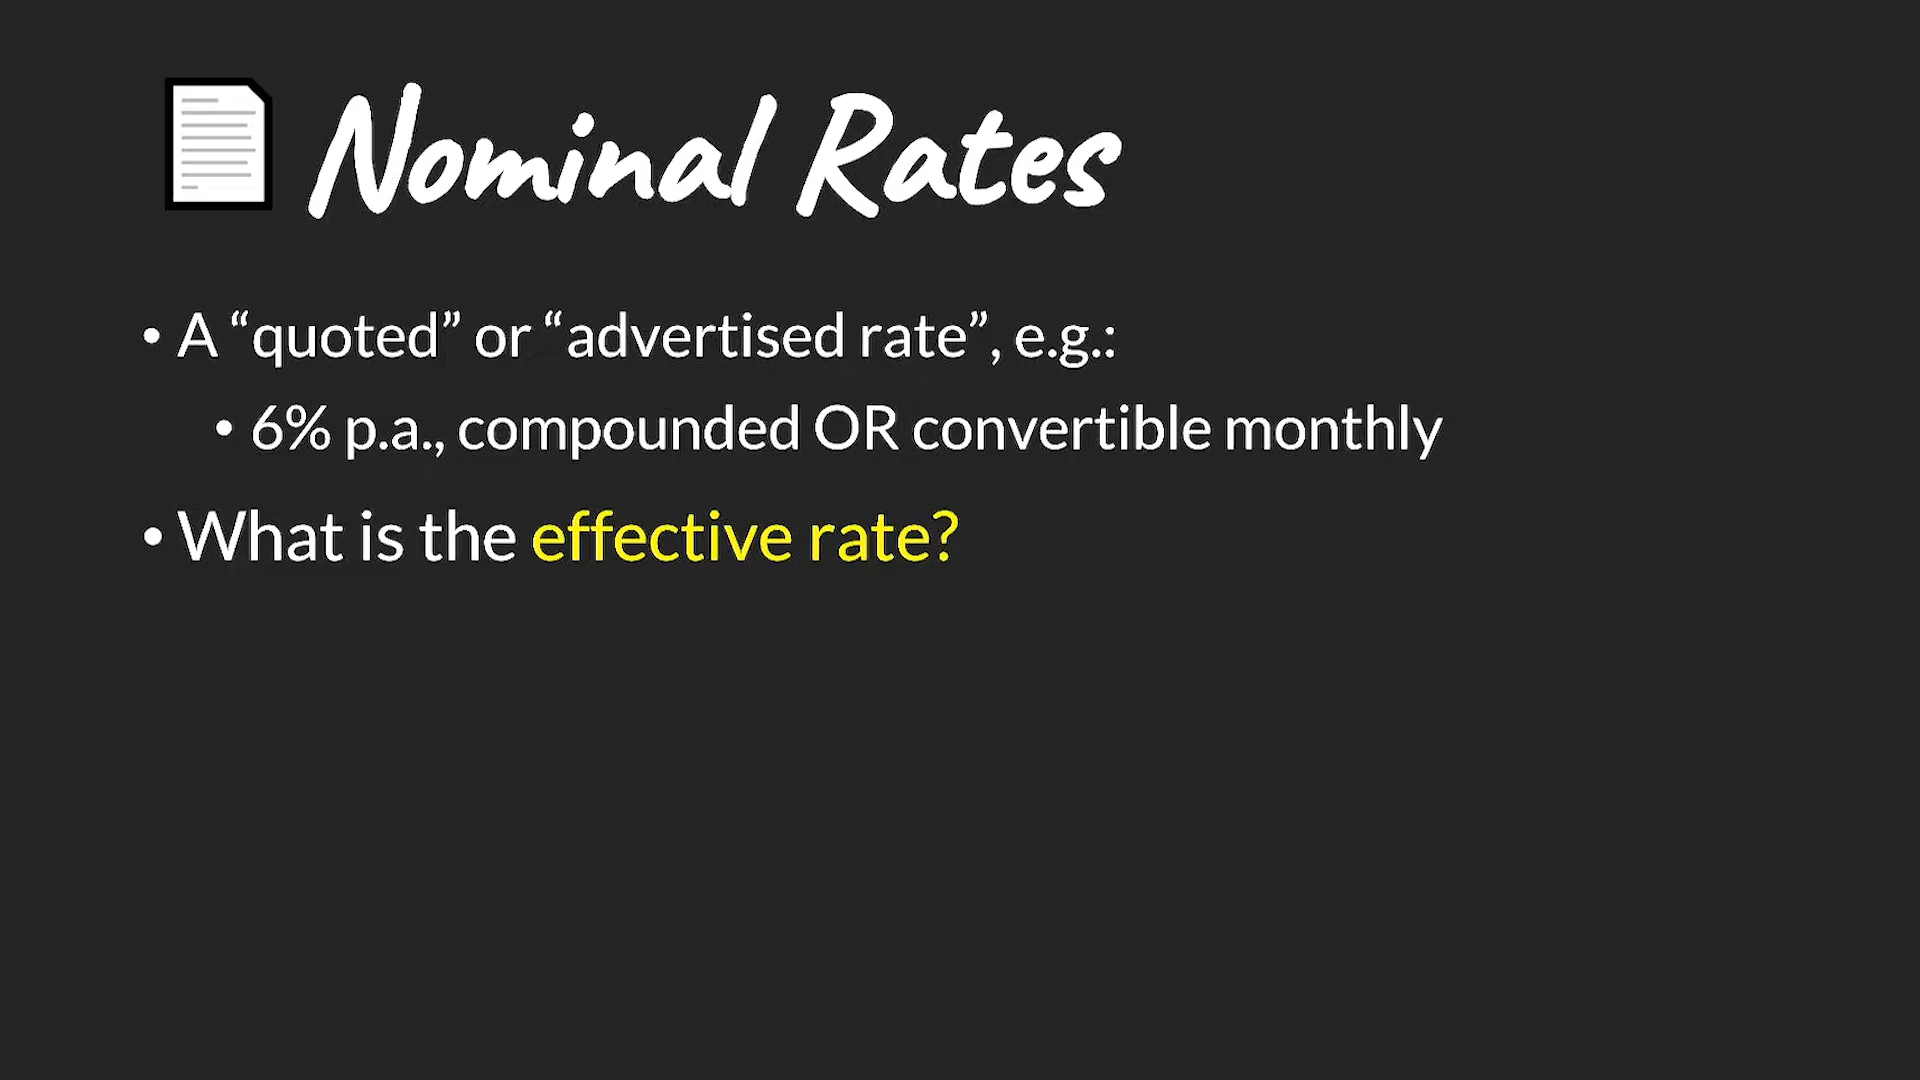 Nominal Rates
• A “quoted” or “advertised rate”, e.g.:
• 6% p.a., compounded OR convertible monthly
• What is the effective rate?